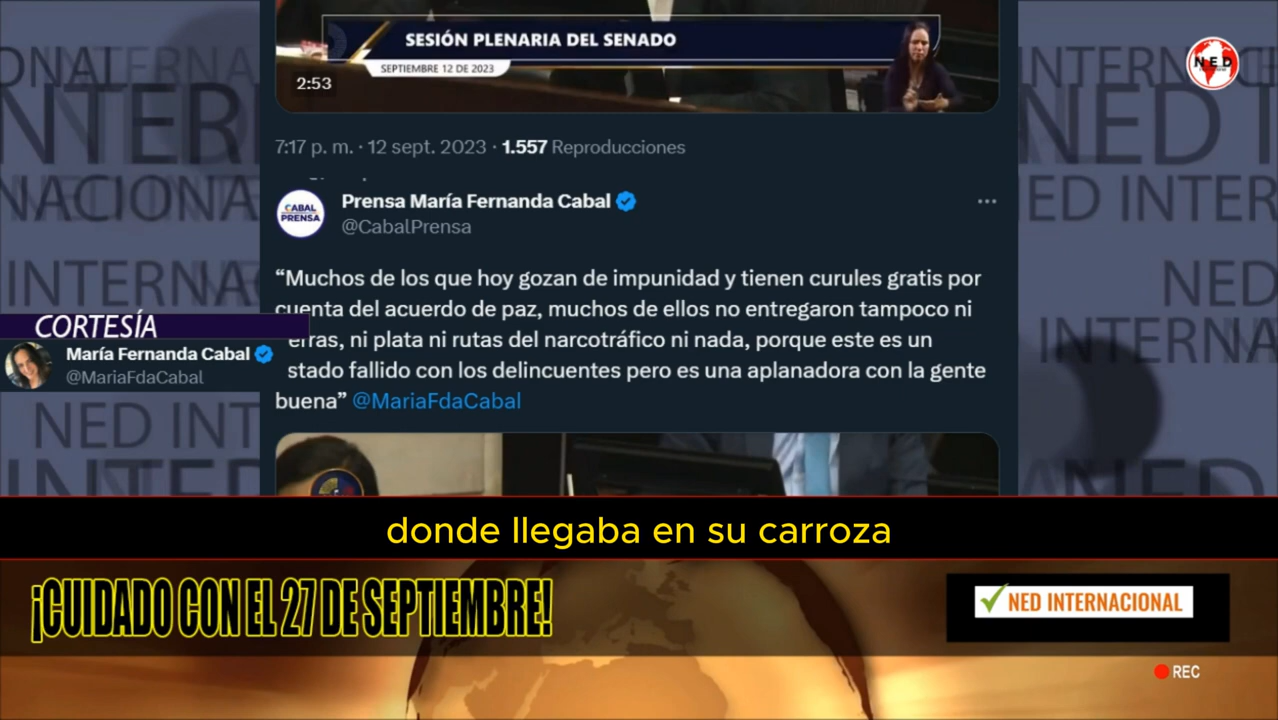 SESIÓN PLENARIA DEL SENADO
SEPTIEMBRE 12 DE 2023
2:53
NED
7:17 p. m. · 12 sept. 2023 · 1.557 Reproducciones
CABAL PRENSA
Prensa María Fernanda Cabal
@CabalPrensa
“Muchos de los que hoy gozan de impunidad y tienen curules gratis por
cuenta del acuerdo de paz, muchos de ellos no entregaron tampoco ni
erras, ni plata ni rutas del narcotráfico ni nada, porque este es un
stado fallido con los delincuentes pero es una aplanadora con la gente
buena” @MariaFdaCabal
CORTESÍA
María Fernanda Cabal
@MariaFdaCabal
donde llegaba en su carroza
¡CUIDADO CON EL 27 DE SEPTIEMBRE!
NED INTERNACIONAL
REC